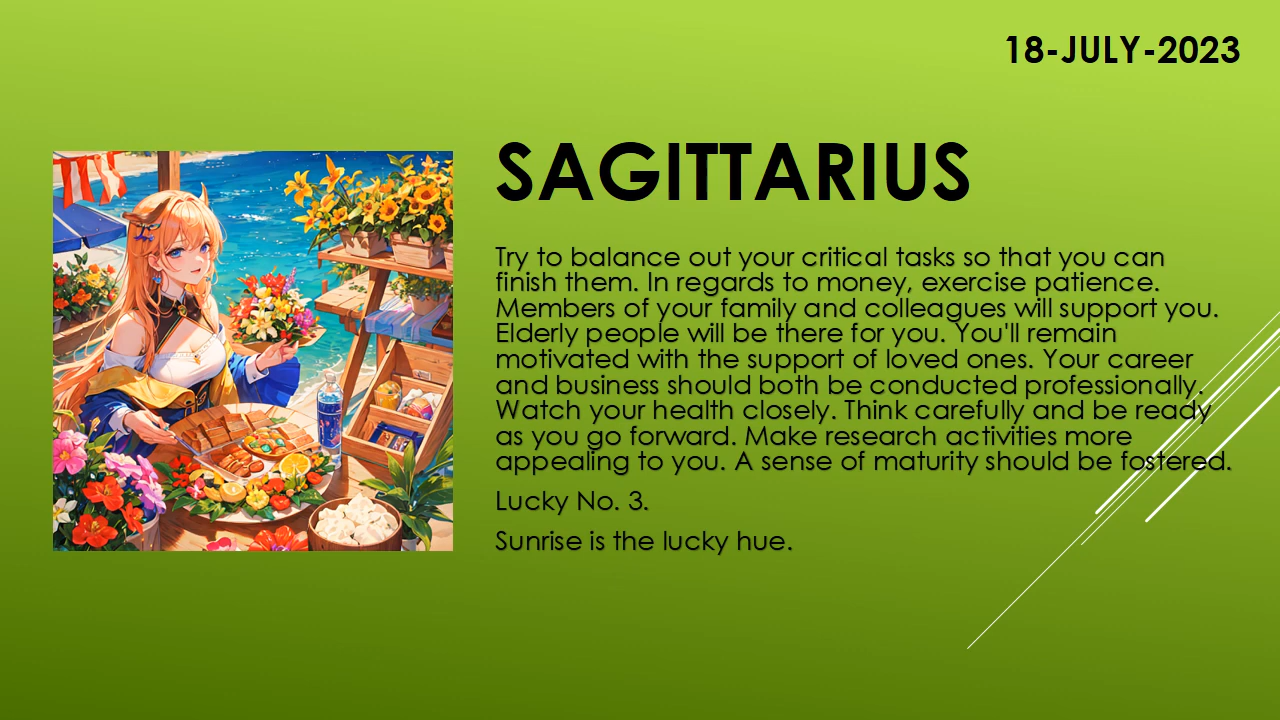 18-JULY-2023
SAGITTARIUS
Try to balance out your critical tasks so that you can
finish them. In regards to money, exercise patience.
Members of your family and colleagues will support you.
Elderly people will be there for you. You'll remain
motivated with the support of loved ones. Your career
and business should both be conducted professionally.
Watch your health closely. Think carefully and be ready
as you go forward. Make research activities more
appealing to you. A sense of maturity should be fostered.
Lucky No. 3.
Sunrise is the lucky hue.